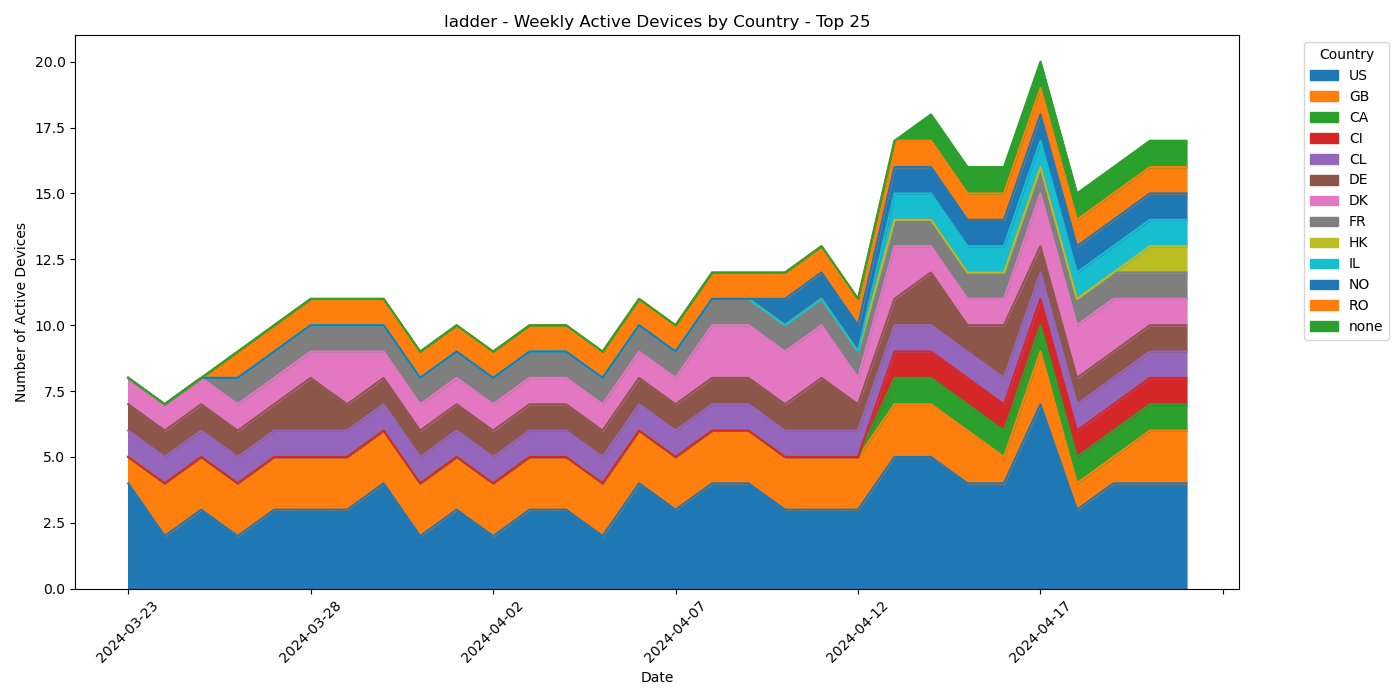 ladder - Weekly Active Devices by Country - Top 25
Number of Active Devices
20.0
17.5
15.0
12.5
10.0
7.5
5.0
2.5
0.0
2024-03-23
2024-03-28
2024-04-02
2024-04-07
2024-04-12
2024-04-17
Date
Country
US
GB
CA
CI
CL
DE
DK
FR
HK
IL
NO
RO
none